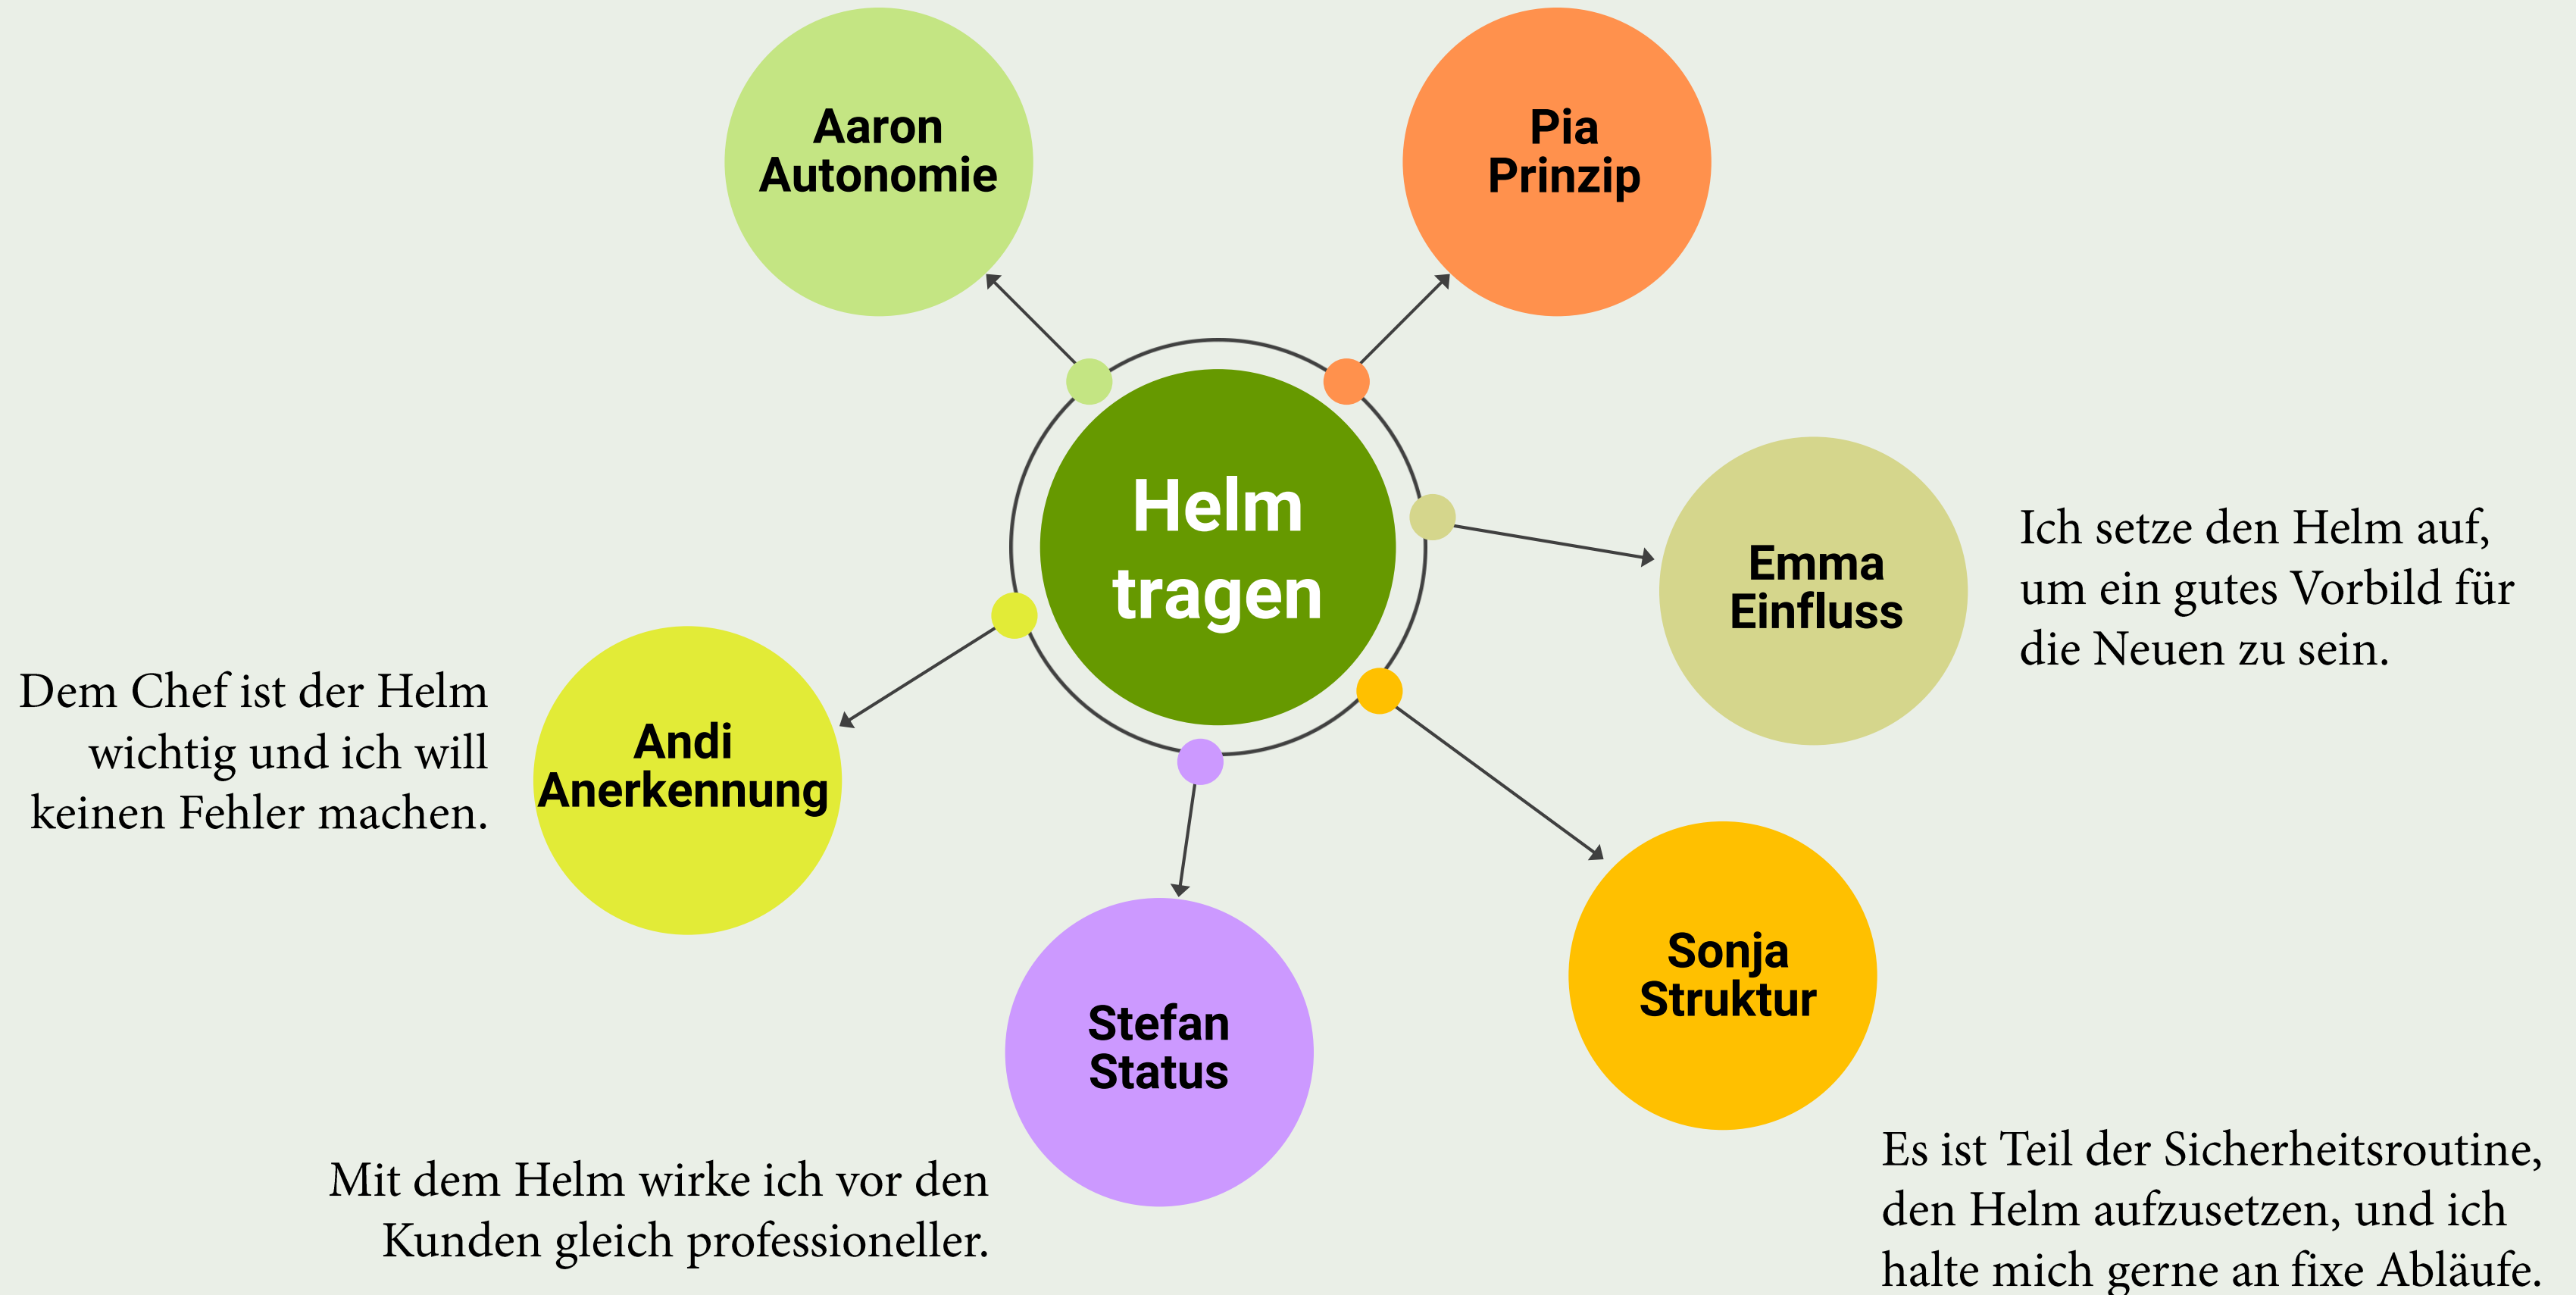 Aaron
Autonomie
Pia
Prinzip
Helm
tragen
Emma
Einfluss
Ich setze den Helm auf,
um ein gutes Vorbild für
die Neuen zu sein.
Dem Chef ist der Helm
wichtig und ich will
keinen Fehler machen.
Andi
Anerkennung
Sonja
Struktur
Es ist Teil der Sicherheitsroutine,
den Helm aufzusetzen, und ich
halte mich gerne an fixe Abläufe.
Stefan
Status
Mit dem Helm wirke ich vor den
Kunden gleich professioneller.